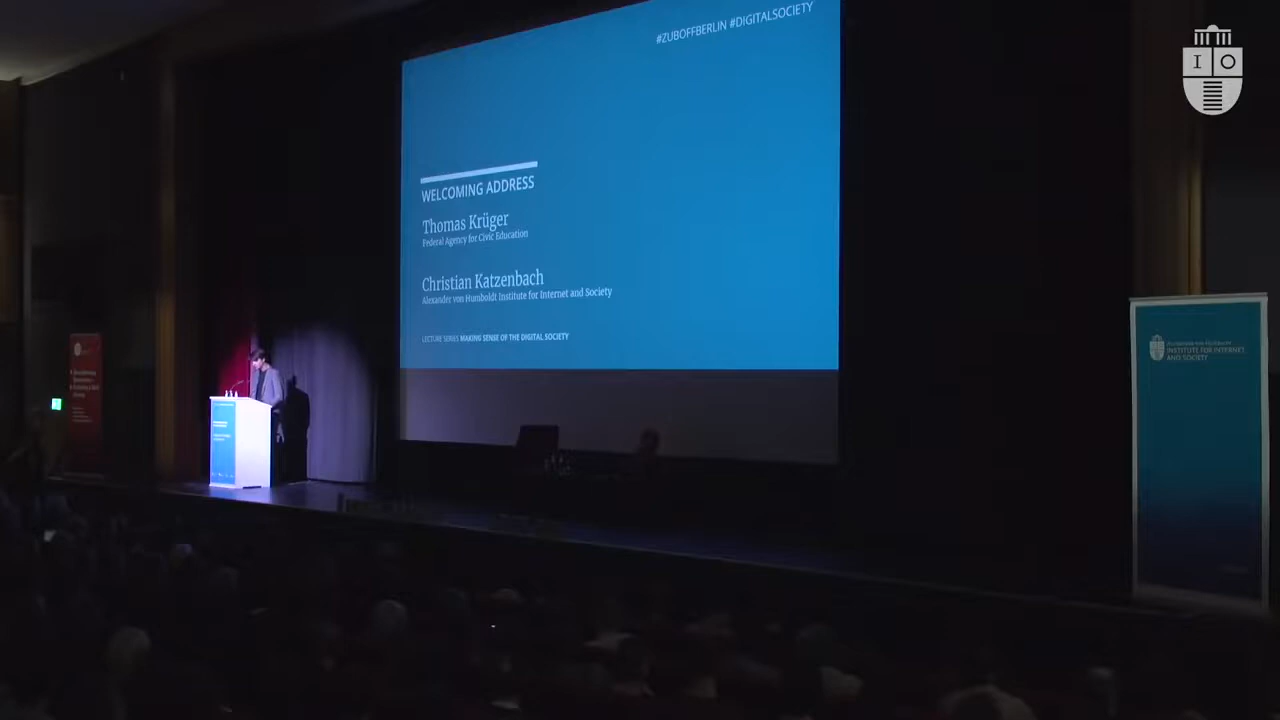 #ZUBOFFBERLIN #DIGITALSOCIETY
I O
WELCOMING ADDRESS
Thomas Krüger
Federal Agency for Civic Education
Christian Katzenbach
Alexander von Humboldt Institute for Internet and Society
LECTURE SERIES MAKING SENSE OF THE DIGITAL SOCIETY
INSTITUTE FOR INTERNET
AND SOCIETY